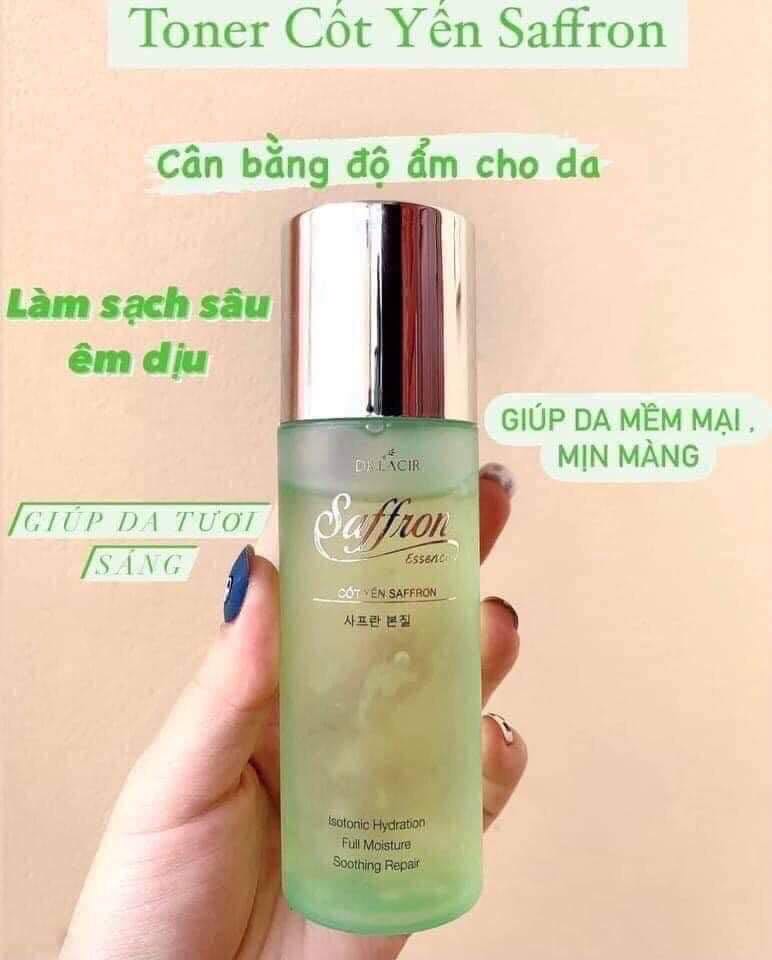 Toner Cốt Yến Saffron
Cân bằng độ ẩm cho da
Làm sạch sâu
êm dịu
GIÚP DA MỀM MẠI ,
MỊN MÀNG
GIÚP DA TƯƠI
SÁNG
DR LACIR
Saffron
Essence
CỐT YẾN SAFFRON
사프란 본질
Isotonic Hydration
Full Moisture
Soothing Repair